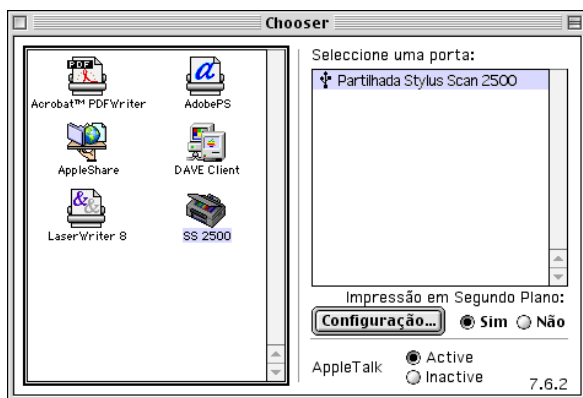 Chooser
PDF
Acrobat™ PDFWriter
AdobePS
AppleShare
DAVE Client
LaserWriter 8
SS 2500
Seleccione uma porta:
Partilhada Stylus Scan 2500
Impressão em Segundo Plano:
Configuração... Sim Não
AppleTalk Active
Inactive
7.6.2